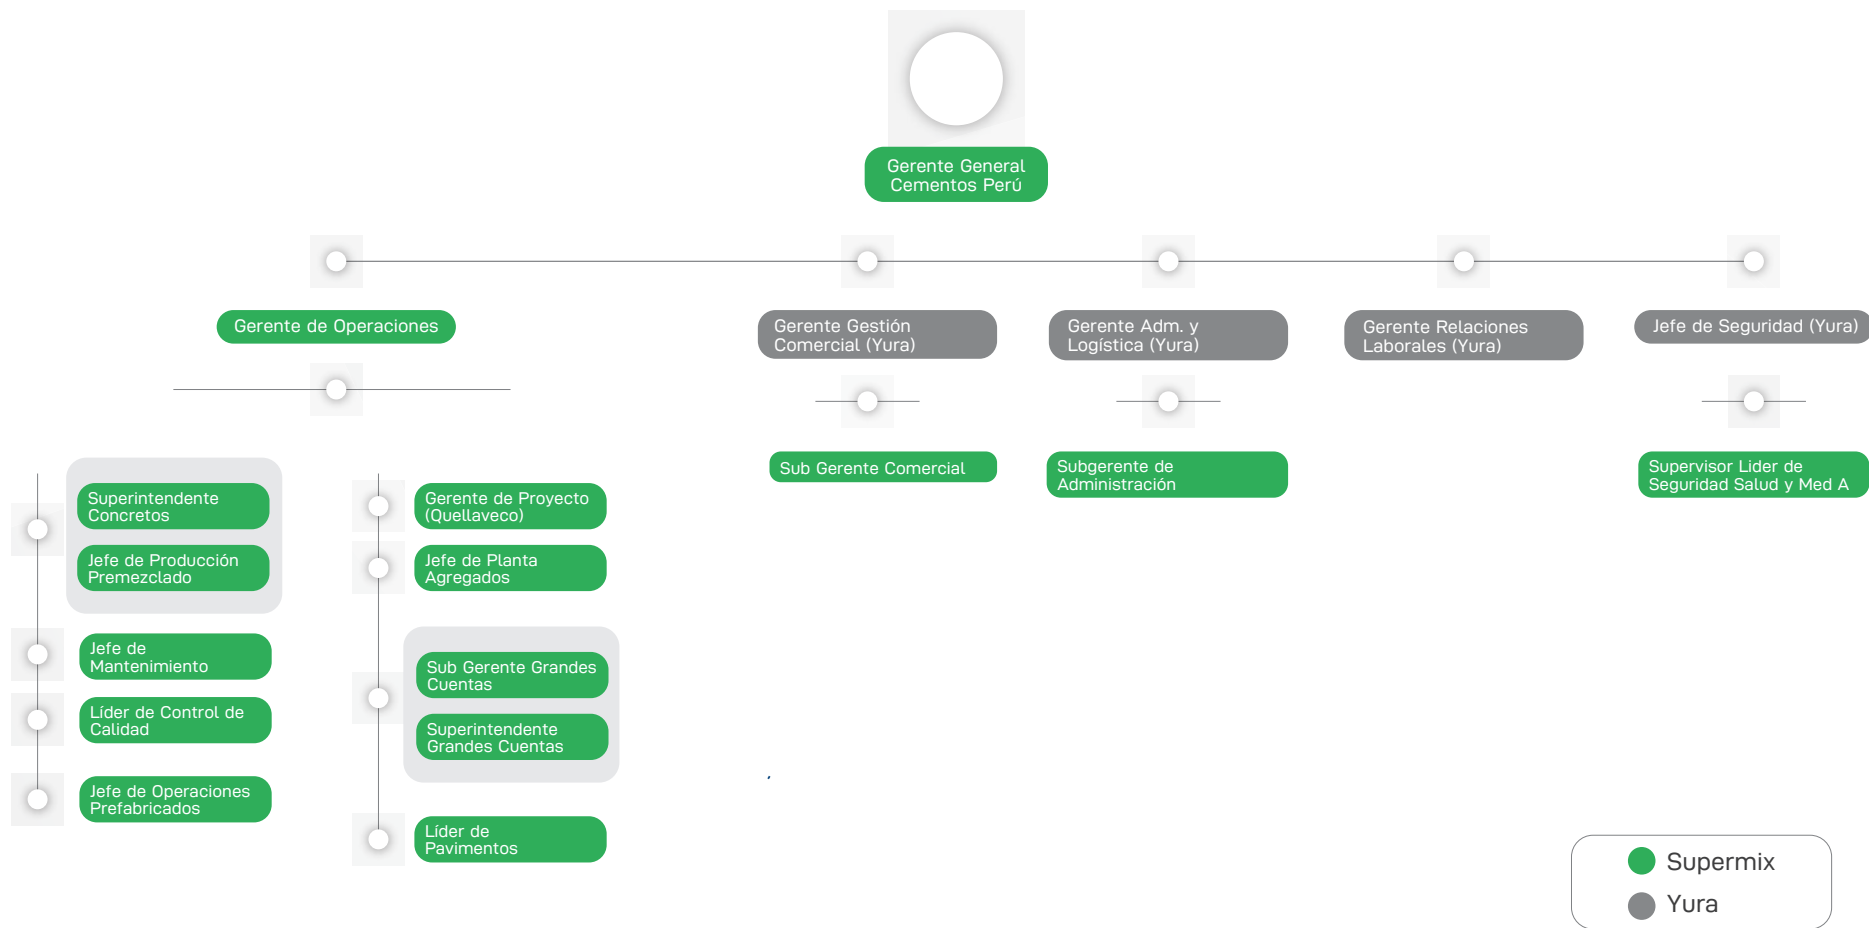 Gerente General
Cementos Perú
Gerente de Operaciones
Gerente Gestión
Comercial (Yura)
Gerente Adm. y
Logística (Yura)
Gerente Relaciones
Laborales (Yura)
Jefe de Seguridad (Yura)
Sub Gerente Comercial
Subgerente de
Administración
Supervisor Lider de
Seguridad Salud y Med A
Superintendente
Concretos
Jefe de Producción
Premezclado
Jefe de
Mantenimiento
Líder de Control de
Calidad
Jefe de Operaciones
Prefabricados
Gerente de Proyecto
(Quellaveco)
Jefe de Planta
Agregados
Sub Gerente Grandes
Cuentas
Superintendente
Grandes Cuentas
Líder de
Pavimentos
Supermix
Yura